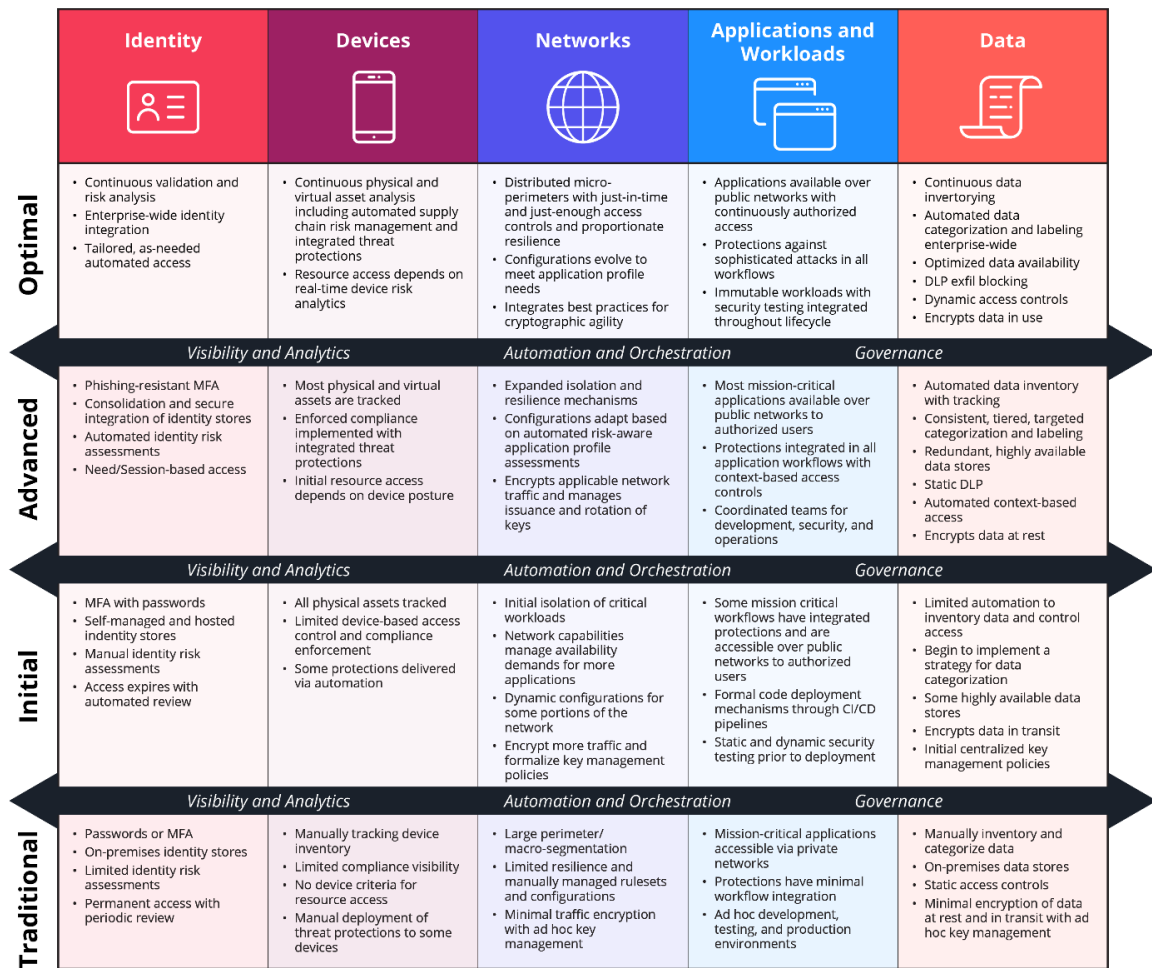 Identity
Devices
Networks
Applications and
Workloads
Data
Optimal
• Continuous validation and
risk analysis
• Enterprise-wide identity
integration
• Tailored, as-needed
automated access
• Continuous physical and
virtual asset analysis
including automated supply
chain risk management and
integrated threat
protections
• Resource access depends on
real-time device risk
analytics
• Distributed micro-
perimeters with just-in-time
and just-enough access
controls and proportionate
resilience
• Configurations evolve to
meet application profile
needs
• Integrates best practices for
cryptographic agility
• Applications available over
public networks with
continuously authorized
access
• Protections against
sophisticated attacks in all
workflows
• Immutable workloads with
security testing integrated
throughout lifecycle
• Continuous data
invertorying
• Automated data
categorization and labeling
enterprise-wide
• Optimized data availability
• DLP exfil blocking
• Dynamic access controls
• Encrypts data in use
Visibility and Analytics
Automation and Orchestration
Governance
Advanced
• Phishing-resistant MFA
• Consolidation and secure
integration of identity stores
• Automated identity risk
assessments
• Need/Session-based access
• Most physical and virtual
assets are tracked
• Enforced compliance
implemented with
integrated threat
protections
• Initial resource access
depends on device posture
• Expanded isolation and
resilience mechanisms
• Configurations adapt based
on automated risk-aware
application profile
assessments
• Encrypts applicable network
traffic and manages
issuance and rotation of
keys
• Most mission-critical
applications available over
public networks to
authorized users
• Protections integrated in all
application workflows with
context-based access
controls
• Coordinated teams for
development, security, and
operations
• Automated data inventory
with tracking
• Consistent, tiered, targeted
categorization and labeling
• Redundant, highly available
data stores
• Static DLP
• Automated context-based
access
• Encrypts data at rest
Visibility and Analytics
Automation and Orchestration
Governance
Initial
• MFA with passwords
• Self-managed and hosted
indentity stores
• Manual identity risk
assessments
• Access expires with
automated review
• All physical assets tracked
• Limited device-based access
control and compliance
enforcement
• Some protections delivered
via automation
• Initial isolation of critical
workloads
• Network capabilities
manage availability
demands for more
applications
• Dynamic configurations for
some portions of the
network
• Encrypt more traffic and
formalize key management
policies
• Some mission critical
workflows have integrated
protections and are
accessible over public
networks to authorized
users
• Formal code deployment
mechanisms through CI/CD
pipelines
• Static and dynamic security
testing prior to deployment
• Limited automation to
inventory data and control
access
• Begin to implement a
strategy for data
categorization
• Some highly available data
stores
• Encrypts data in transit
• Initial centralized key
management policies
Visibility and Analytics
Automation and Orchestration
Governance
Traditional
• Passwords or MFA
• On-premises identity stores
• Limited identity risk
assessments
• Permanent access with
periodic review
• Manually tracking device
inventory
• Limited compliance visibility
• No device criteria for
resource access
• Manual deployment of
threat protections to some
devices
• Large perimeter/
macro-segmentation
• Limited resilience and
manually managed rulesets
and configurations
• Minimal traffic encryption
with ad hoc key
management
• Mission-critical applications
accessible via private
networks
• Protections have minimal
workflow integration
• Ad hoc development,
testing, and production
environments
• Manually inventory and
categorize data
• On-premises data stores
• Static access controls
• Minimal encryption of data
at rest and in transit with ad
hoc key management